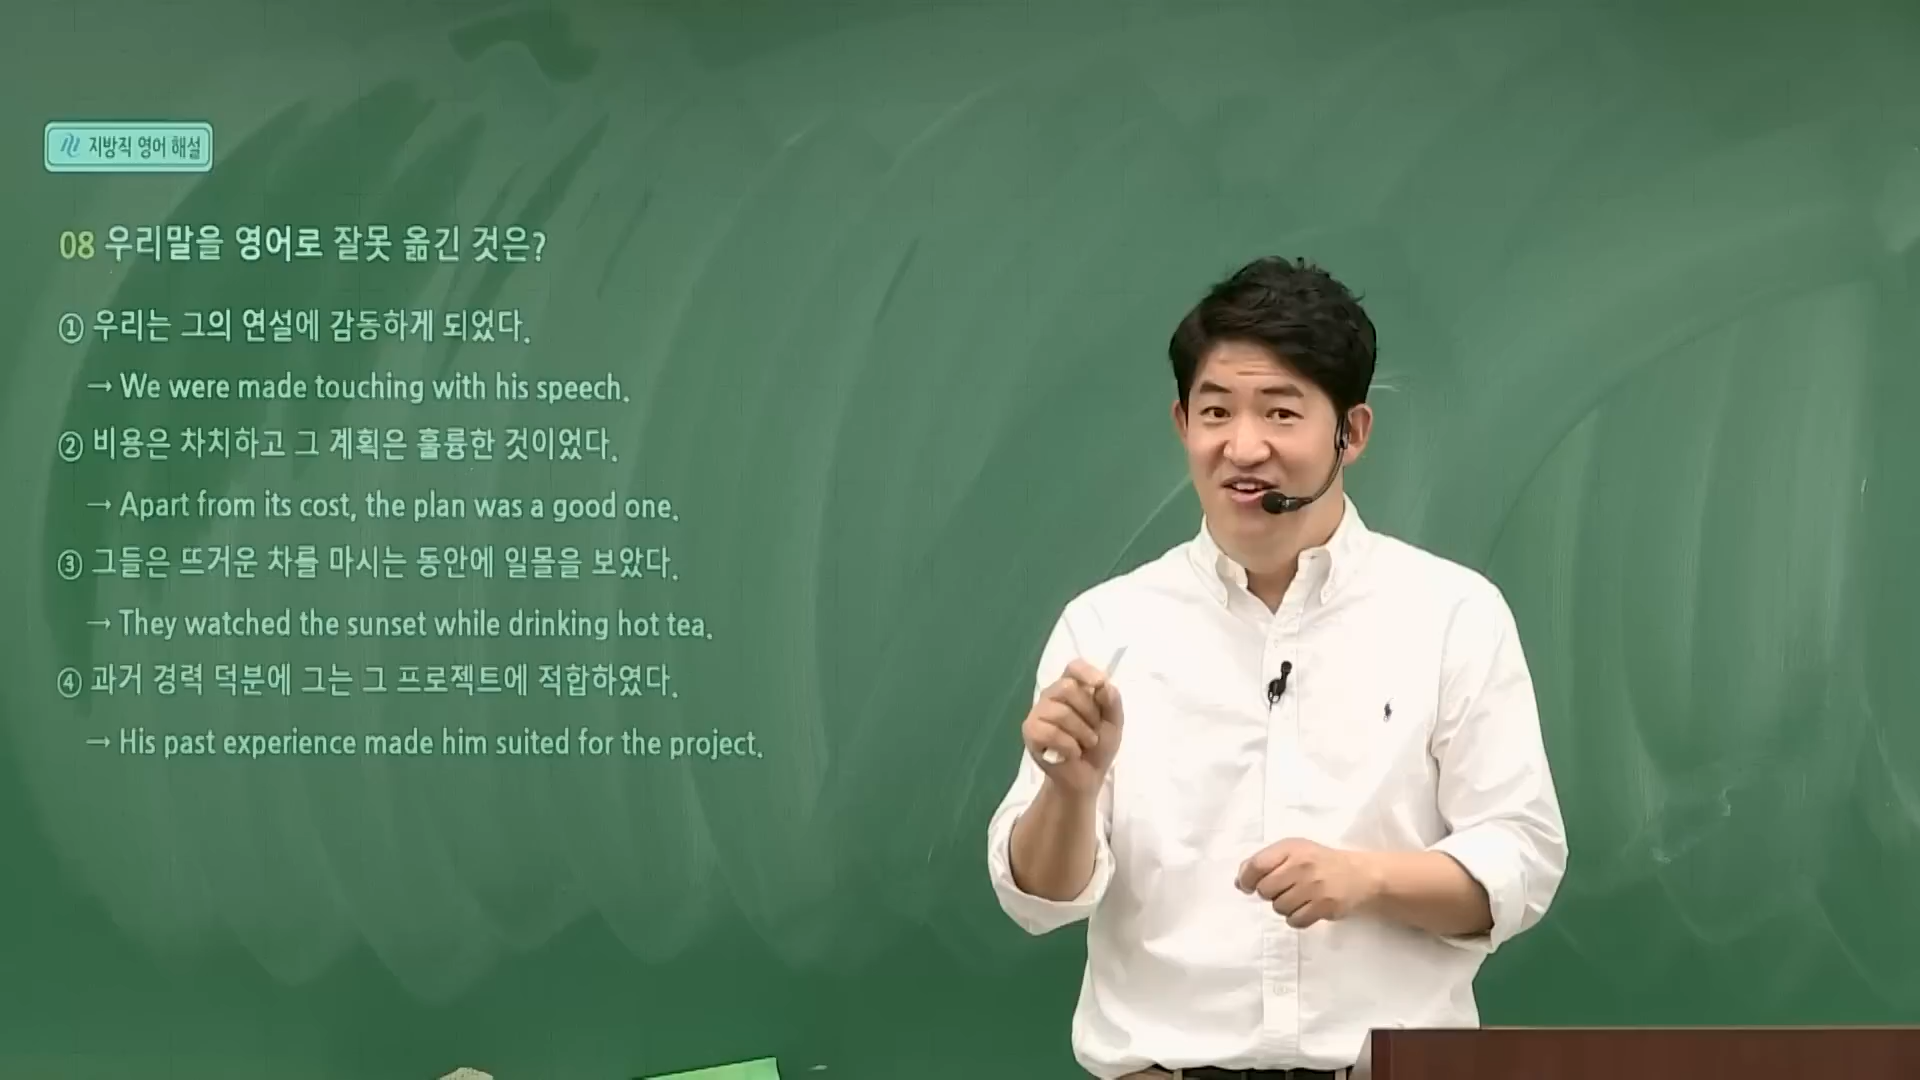 지방직 영어 해설
08 우리말을 영어로 잘못 옮긴 것은?
① 우리는 그의 연설에 감동하게 되었다.
→ We were made touching with his speech.
② 비용은 차치하고 그 계획은 훌륭한 것이었다.
→ Apart from its cost, the plan was a good one.
③ 그들은 뜨거운 차를 마시는 동안에 일몰을 보았다.
→ They watched the sunset while drinking hot tea.
④ 과거 경력 덕분에 그는 그 프로젝트에 적합하였다.
→ His past experience made him suited for the project.